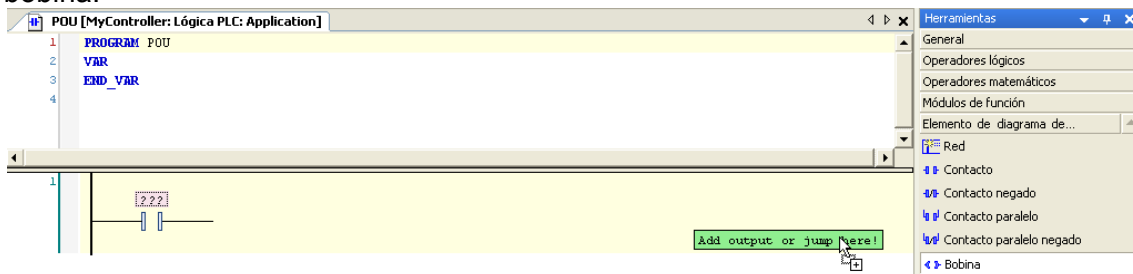 bobina.
POU [MyController: Lógica PLC: Application]
1 PROGRAM POU
2 VAR
3 END_VAR
4
1
???
Add output or jump here!
Herramientas
General
Operadores lógicos
Operadores matemáticos
Módulos de función
Elemento de diagrama de...
Red
Contacto
Contacto negado
Contacto paralelo
Contacto paralelo negado
Bobina